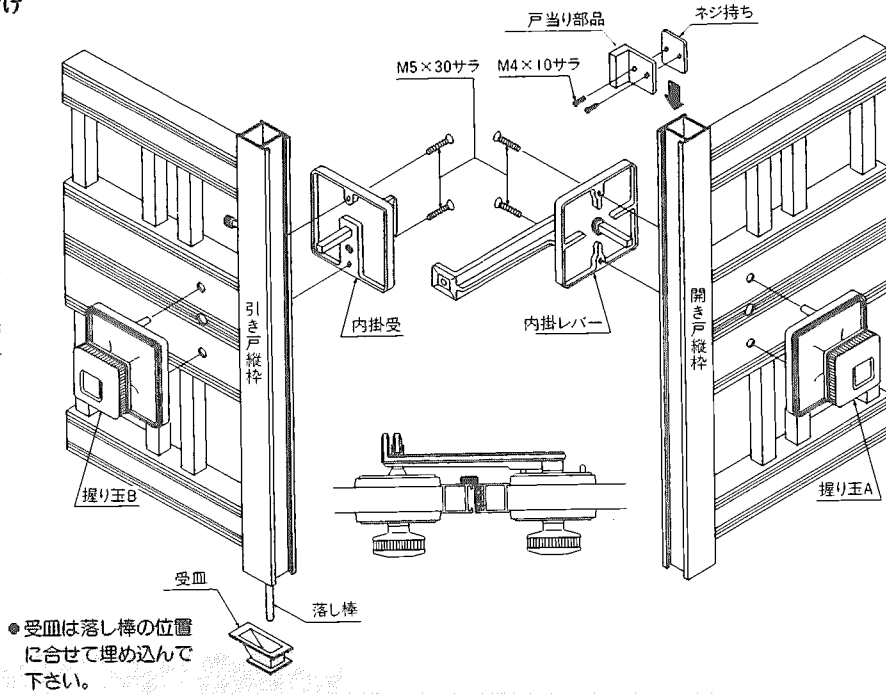 け
戸当り部品
ネジ持ち
M5×30サラ
M4×10サラ
引き戸縦枠
内掛受
内掛レバー
開き戸縦枠
握り玉B
握り玉A
受皿
落し棒
●受皿は落し棒の位置
に合せて埋め込んで
下さい。